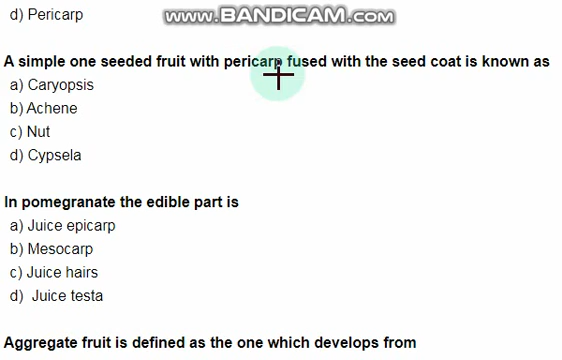 d) Pericarp
www.BANDICAM.com
A simple one seeded fruit with pericarp fused with the seed coat is known as
a) Caryopsis
b) Achene
c) Nut
d) Cypsela
In pomegranate the edible part is
a) Juice epicarp
b) Mesocarp
c) Juice hairs
d) Juice testa
Aggregate fruit is defined as the one which develops from